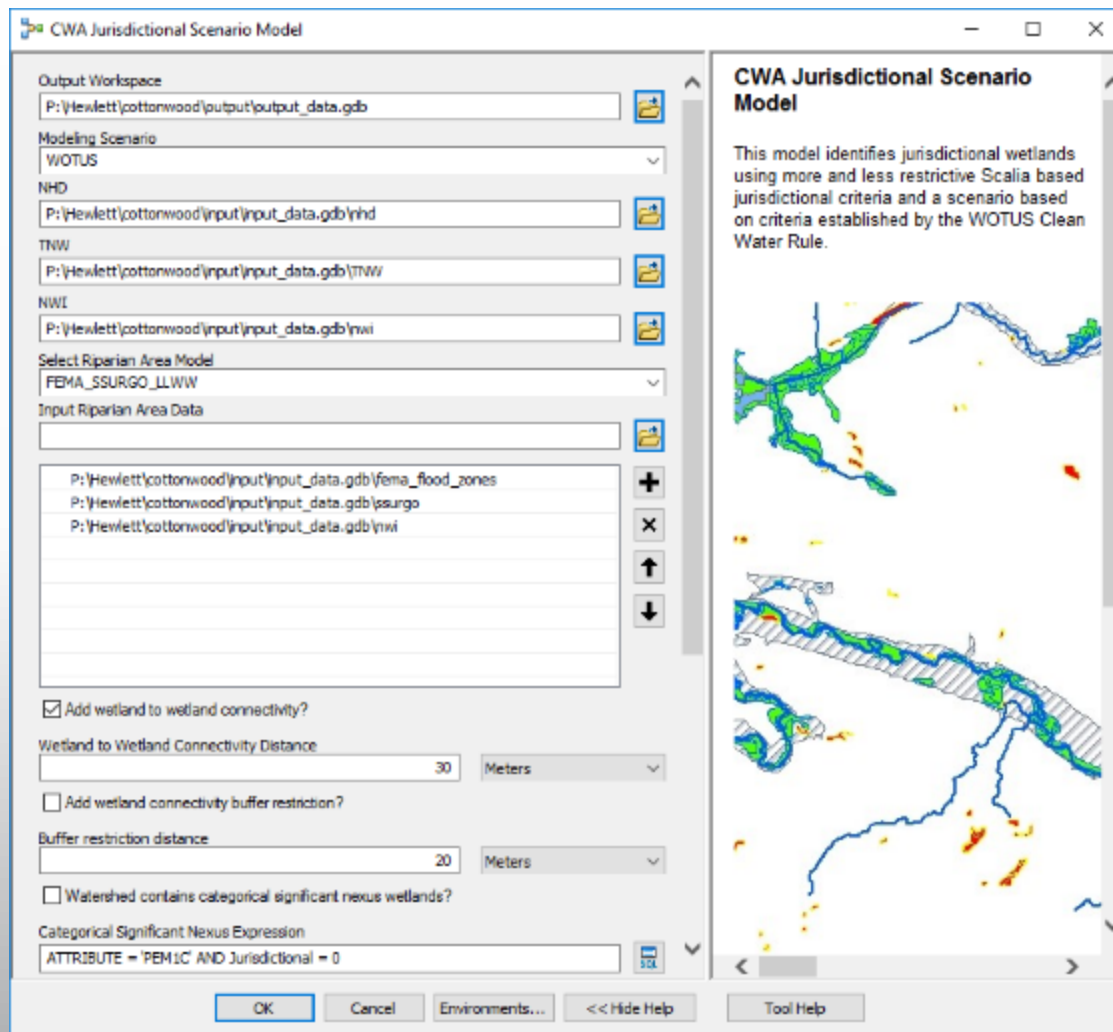 CWA Jurisdictional Scenario Model
Output Workspace
P:\Hewlett\cottonwood\output\output_data.gdb
Modeling Scenario
WOTUS
NHD
P:\Hewlett\cottonwood\input\input_data.gdb\nhd
TNW
P:\Hewlett\cottonwood\input\input_data.gdb\TNW
NWI
P:\Hewlett\cottonwood\input\input_data.gdb\nwi
Select Riparian Area Model
FEMA_SSURGO_LLWW
Input Riparian Area Data
P:\Hewlett\cottonwood\input\input_data.gdb\fema_flood_zones
P:\Hewlett\cottonwood\input\input_data.gdb\ssurgo
P:\Hewlett\cottonwood\input\input_data.gdb\nwi
Add wetland to wetland connectivity?
Wetland to Wetland Connectivity Distance
30 Meters
Add wetland connectivity buffer restriction?
Buffer restriction distance
20 Meters
Watershed contains categorical significant nexus wetlands?
Categorical Significant Nexus Expression
ATTRIBUTE = 'PEM1C' AND Jurisdictional = 0
SQL
CWA Jurisdictional Scenario
Model
This model identifies jurisdictional wetlands
using more and less restrictive Scalia based
jurisdictional criteria and a scenario based
on criteria established by the WOTUS Clean
Water Rule.
OK Cancel Environments... << Hide Help Tool Help